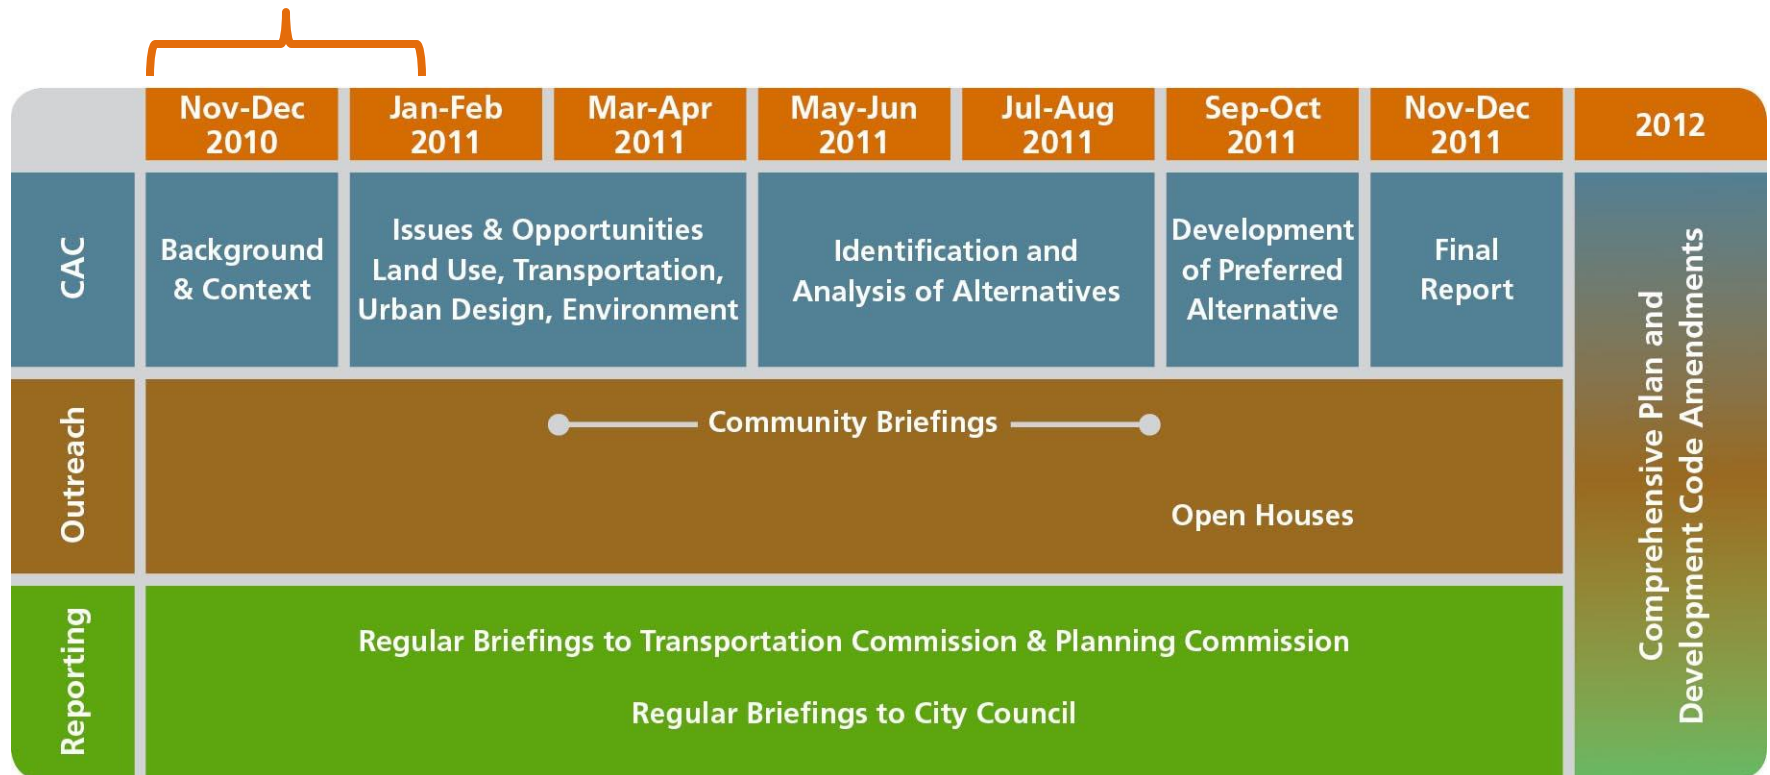 Nov-Dec
2010
Jan-Feb
2011
Mar-Apr
2011
May-Jun
2011
Jul-Aug
2011
Sep-Oct
2011
Nov-Dec
2011
2012
CAC
Background
& Context
Issues & Opportunities
Land Use, Transportation,
Urban Design, Environment
Identification and
Analysis of Alternatives
Development
of Preferred
Alternative
Final
Report
Comprehensive Plan and
Development Code Amendments
Outreach
Community Briefings
Open Houses
Reporting
Regular Briefings to Transportation Commission & Planning Commission
Regular Briefings to City Council